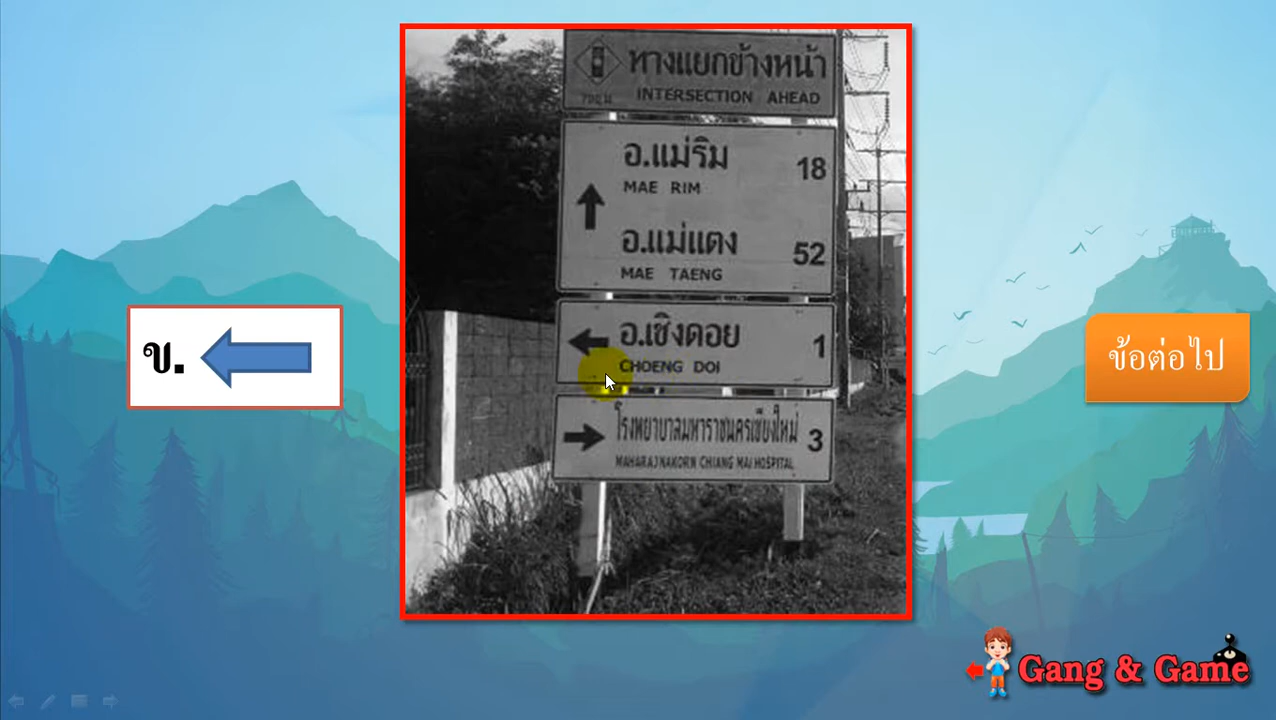 ทางแยกข้างหน้า
INTERSECTION AHEAD
อ.แม่ริม 18
MAE RIM
อ.แม่แตง 52
MAE TAENG
อ.เชิงดอย 1
CHOENG DOI
โรงพยาบาลมหาราชนครเชียงใหม่ 3
MAHARAJ NAKORN CHIANG MAI HOSPITAL
ข.
ข้อต่อไป
Gang & Game